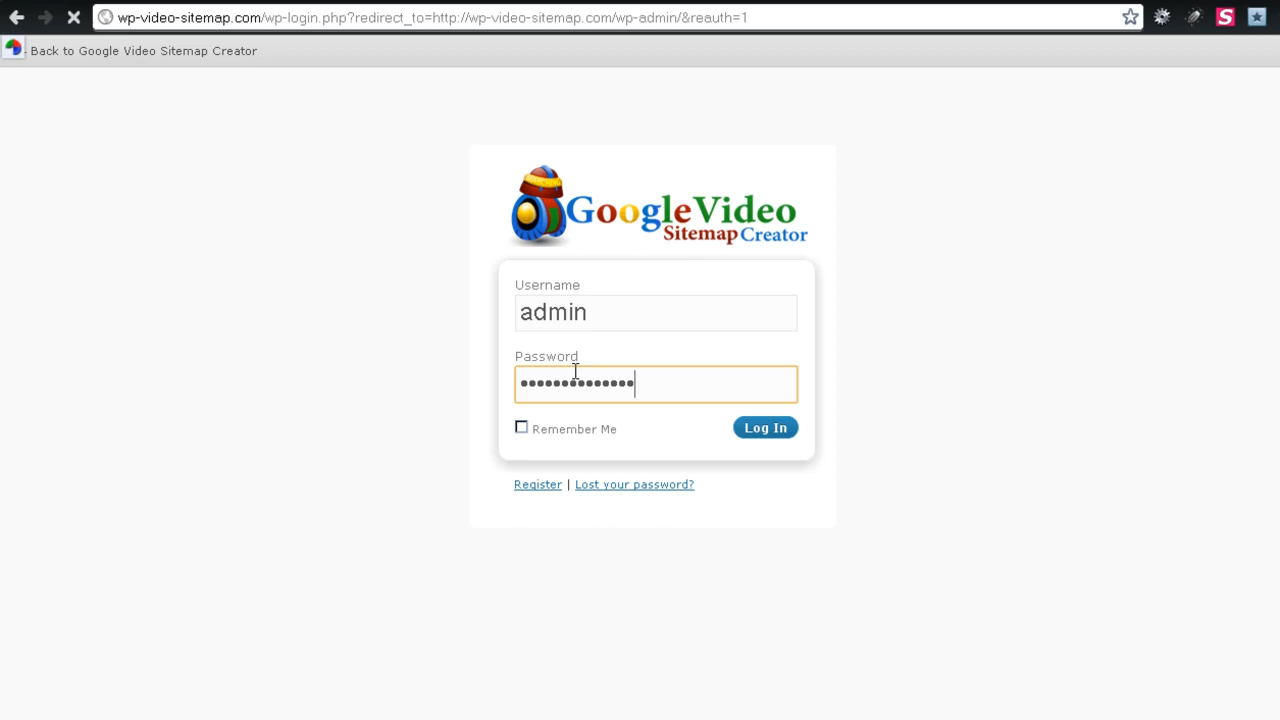 wp-video-sitemap.com/wp-login.php?redirect_to=http://wp-video-sitemap.com/wp-admin/&reauth=1
S
Back to Google Video Sitemap Creator
GoogleVideo
Sitemap Creator
Username
admin
Password
••••••••••••••
Remember Me
Log In
Register | Lost your password?